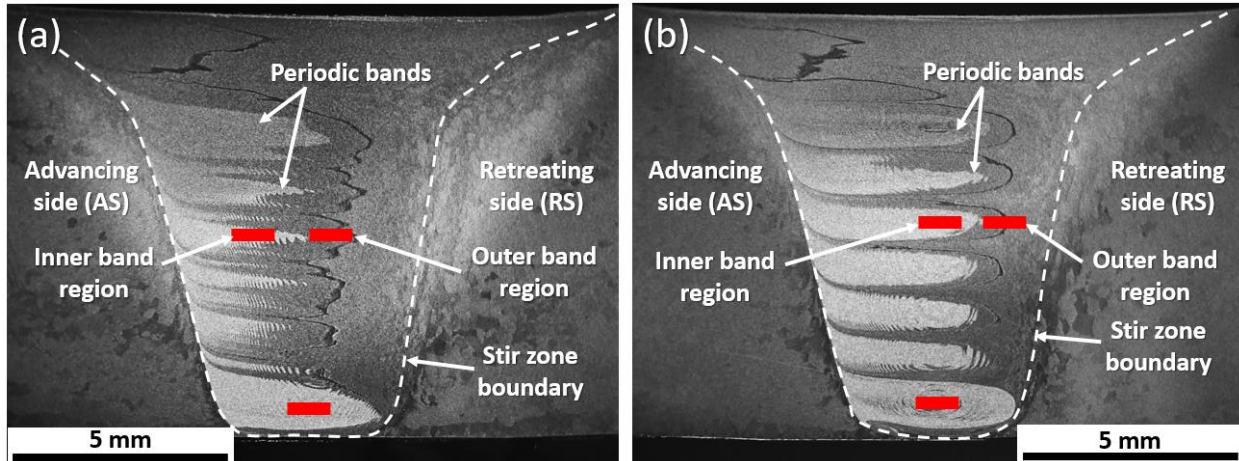 (a)
Periodic bands
Advancing
side (AS)
Retreating
side (RS)
Inner band
region
Outer band
region
Stir zone
boundary
5 mm
(b)
Periodic bands
Advancing
side (AS)
Retreating
side (RS)
Inner band
region
Outer band
region
Stir zone
boundary
5 mm